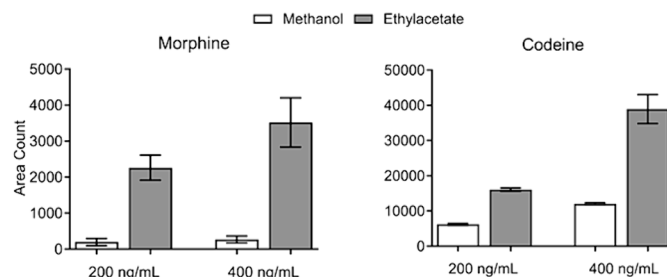 Methanol Ethylacetate
Morphine
Codeine
Area Count
5000
4000
3000
2000
1000
0
200 ng/mL 400 ng/mL
50000
40000
30000
20000
10000
0
200 ng/mL 400 ng/mL